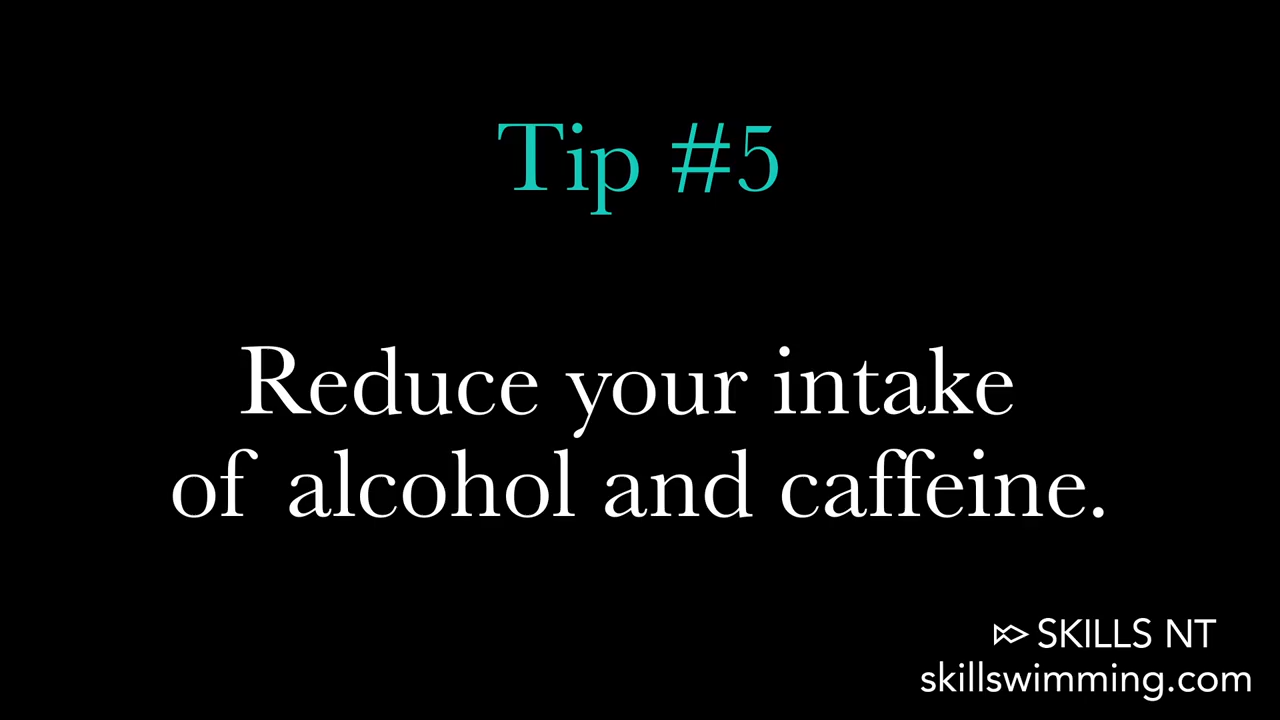 Tip #5
Reduce your intake
of alcohol and caffeine.
SKILLS NT
skillswimming.com